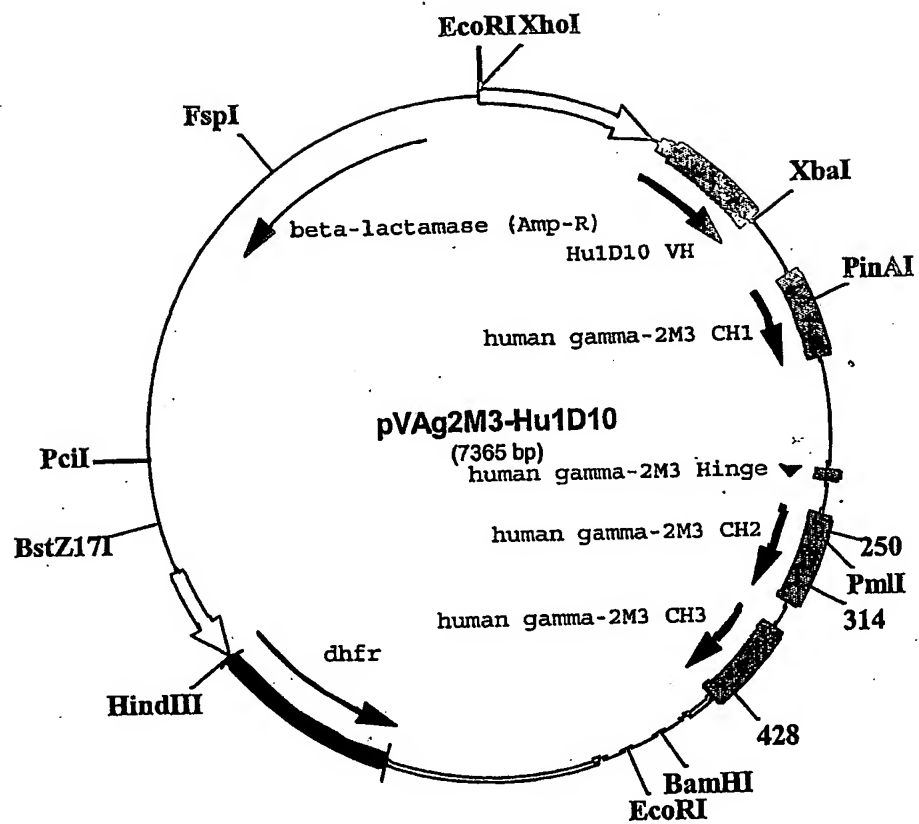 EcoRI XhoI
FspI
XbaI
beta-lactamase (Amp-R)
Hu1D10 VH
PinAI
human gamma-2M3 CH1
pVAg2M3-Hu1D10
(7365 bp)
PciI
human gamma-2M3 Hinge
human gamma-2M3 CH2
250
BstZ17I
PmlI
314
human gamma-2M3 CH3
dhfr
HindIII
428
BamHI
EcoRI